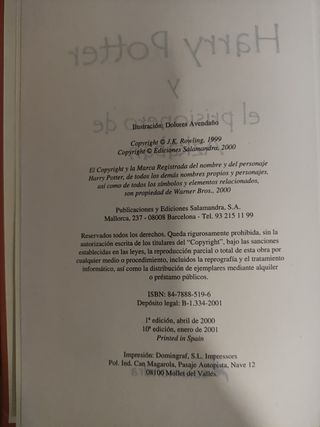 Harry Potter
y
el prisionero de
Ilustración: Dolores Avendaño
Copyright © J.K. Rowling, 1999
Copyright © Ediciones Salamandra, 2000
El Copyright y la Marca Registrada del nombre y del personaje
Harry Potter, de todos los demás nombres propios y personajes,
así como de todos los símbolos y elementos relacionados,
son propiedad de Warner Bros., 2000
Publicaciones y Ediciones Salamandra, S.A.
Mallorca, 237 - 08008 Barcelona - Tel. 93 215 11 99
Reservados todos los derechos. Queda rigurosamente prohibida, sin la
autorización escrita de los titulares del "Copyright", bajo las sanciones
establecidas en las leyes, la reproducción parcial o total de esta obra por
cualquier medio o procedimiento, incluidos la reprografía y el tratamiento
informático, así como la distribución de ejemplares mediante alquiler
o préstamo públicos.
ISBN: 84-7888-519-6
Depósito legal: B-1.334-2001
1ª edición, abril de 2000
10ª edición, enero de 2001
Printed in Spain
Impresión: Domingraf, S.L. Impressors
Pol. Ind. Can Magarola, Pasaje Autopista, Nave 12
08100 Mollet del Vallés